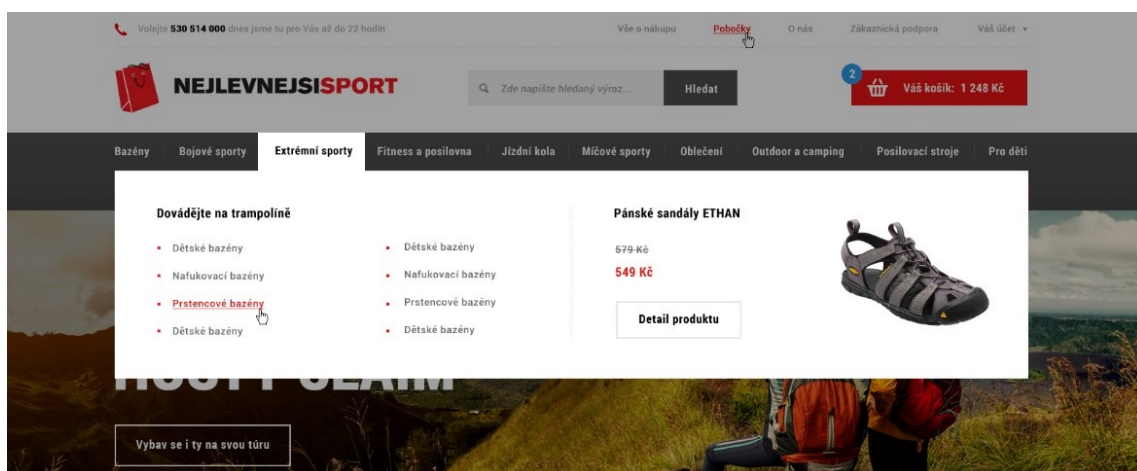 Volejte 530 514 000 dnes jsme tu pro Vás až do 22 hodin
Vše o nákupu Pobočky O nás Zákaznická podpora Váš účet
NEJLEVNEJSISPORT
Zde napište hledaný výraz... Hledat
2
Váš košík: 1 248 Kč
Bazény Bojové sporty Extrémní sporty Fitness a posilovna Jízdní kola Míčové sporty Oblečení Outdoor a camping Posilovací stroje Pro děti
Dovádějte na trampolíně
Dětské bazény
Nafukovací bazény
Prstencové bazény
Dětské bazény
Dětské bazény
Nafukovací bazény
Prstencové bazény
Dětské bazény
Pánské sandály ETHAN
579 Kč
549 Kč
Detail produktu
Vybav se i ty na svou túru